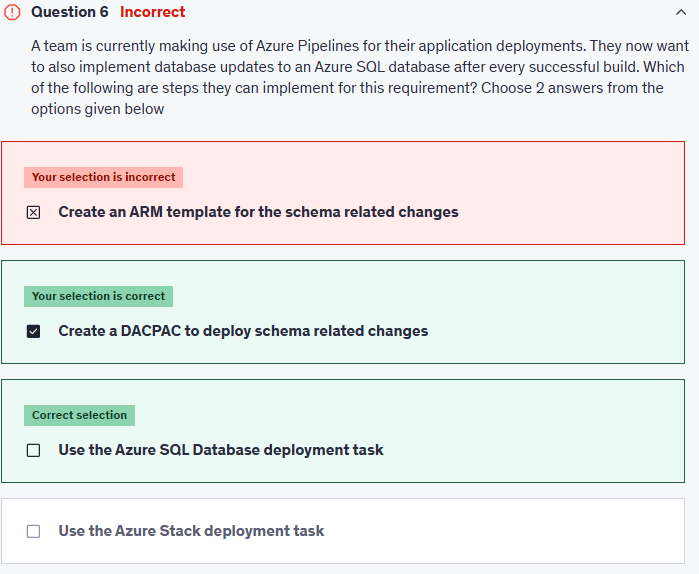 Question 6 Incorrect
A team is currently making use of Azure Pipelines for their application deployments. They now want
to also implement database updates to an Azure SQL database after every successful build. Which
of the following are steps they can implement for this requirement? Choose 2 answers from the
options given below
Your selection is incorrect
Create an ARM template for the schema related changes
Your selection is correct
Create a DACPAC to deploy schema related changes
Correct selection
Use the Azure SQL Database deployment task
Use the Azure Stack deployment task